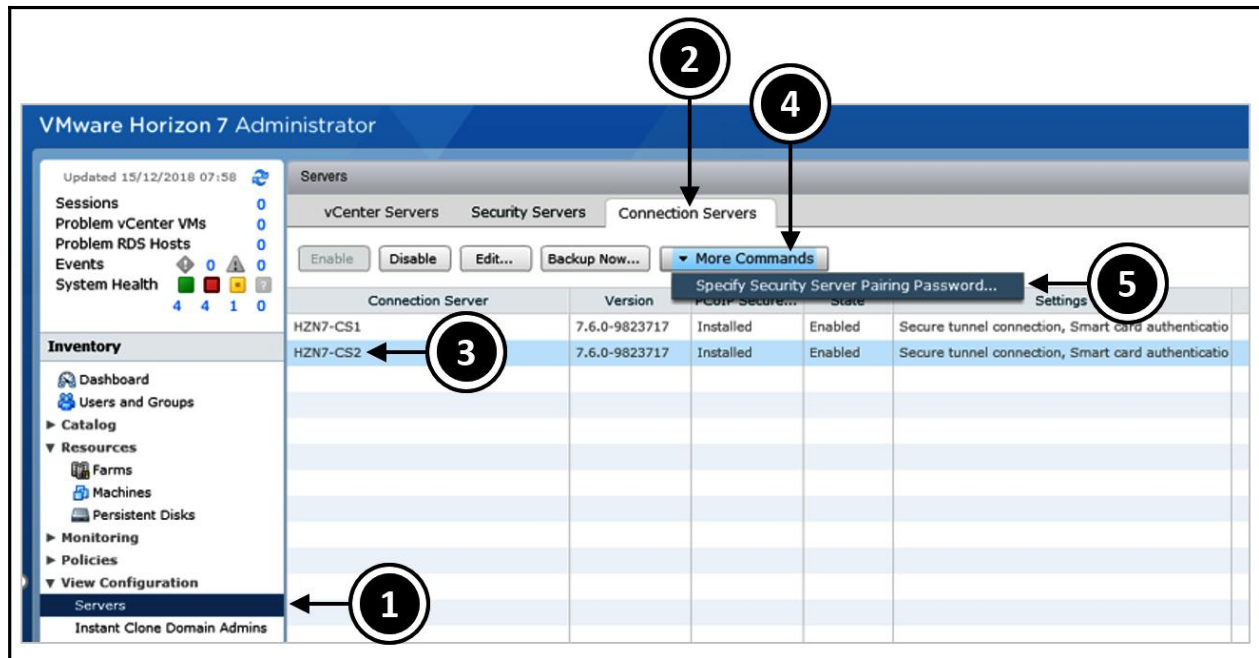 2
4
VMware Horizon 7 Administrator
Updated 15/12/2018 07:58
Sessions 0
Problem vCenter VMs 0
Problem RDS Hosts 0
Events 0 0
System Health ?
4 4 1 0
Servers
vCenter Servers Security Servers Connection Servers
Enable Disable Edit... Backup Now... More Commands
Specify Security Server Pairing Password...
5
Connection Server Version PCoIP Secure... State Settings
HZN7-CS1 7.6.0-9823717 Installed Enabled Secure tunnel connection, Smart card authenticatio
HZN7-CS2 7.6.0-9823717 Installed Enabled Secure tunnel connection, Smart card authenticatio
3
Inventory
Dashboard
Users and Groups
Catalog
Resources
Farms
Machines
Persistent Disks
Monitoring
Policies
View Configuration
Servers
1
Instant Clone Domain Admins